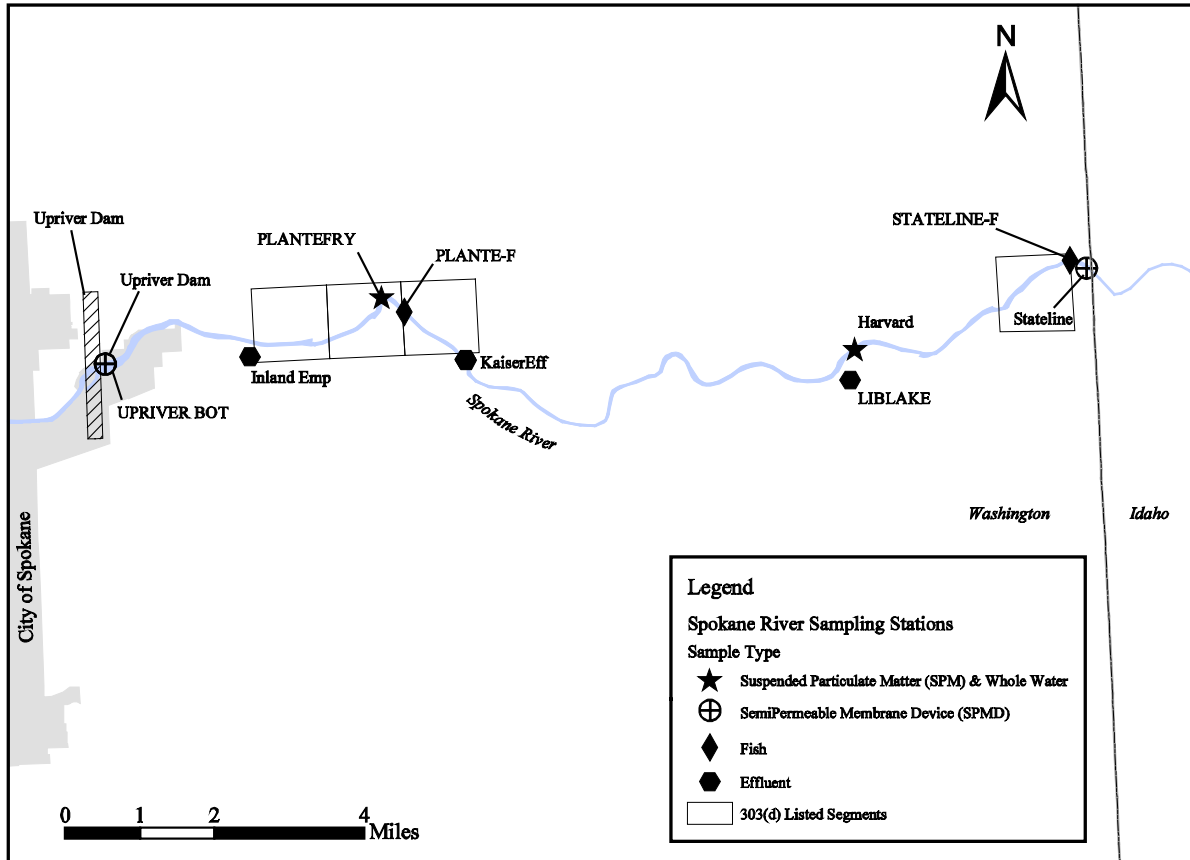 N
STATELINE-F
Upriver Dam
PLANTEFRY
PLANTE-F
Upriver Dam
Stateline
Harvard
KaiserEff
Inland Emp
LIBLAKE
UPRIVER BOT
Spokane River
Washington
Idaho
City of Spokane
Legend
Spokane River Sampling Stations
Sample Type
Suspended Particulate Matter (SPM) & Whole Water
SemiPermeable Membrane Device (SPMD)
Fish
Effluent
303(d) Listed Segments
0 1 2 4
Miles